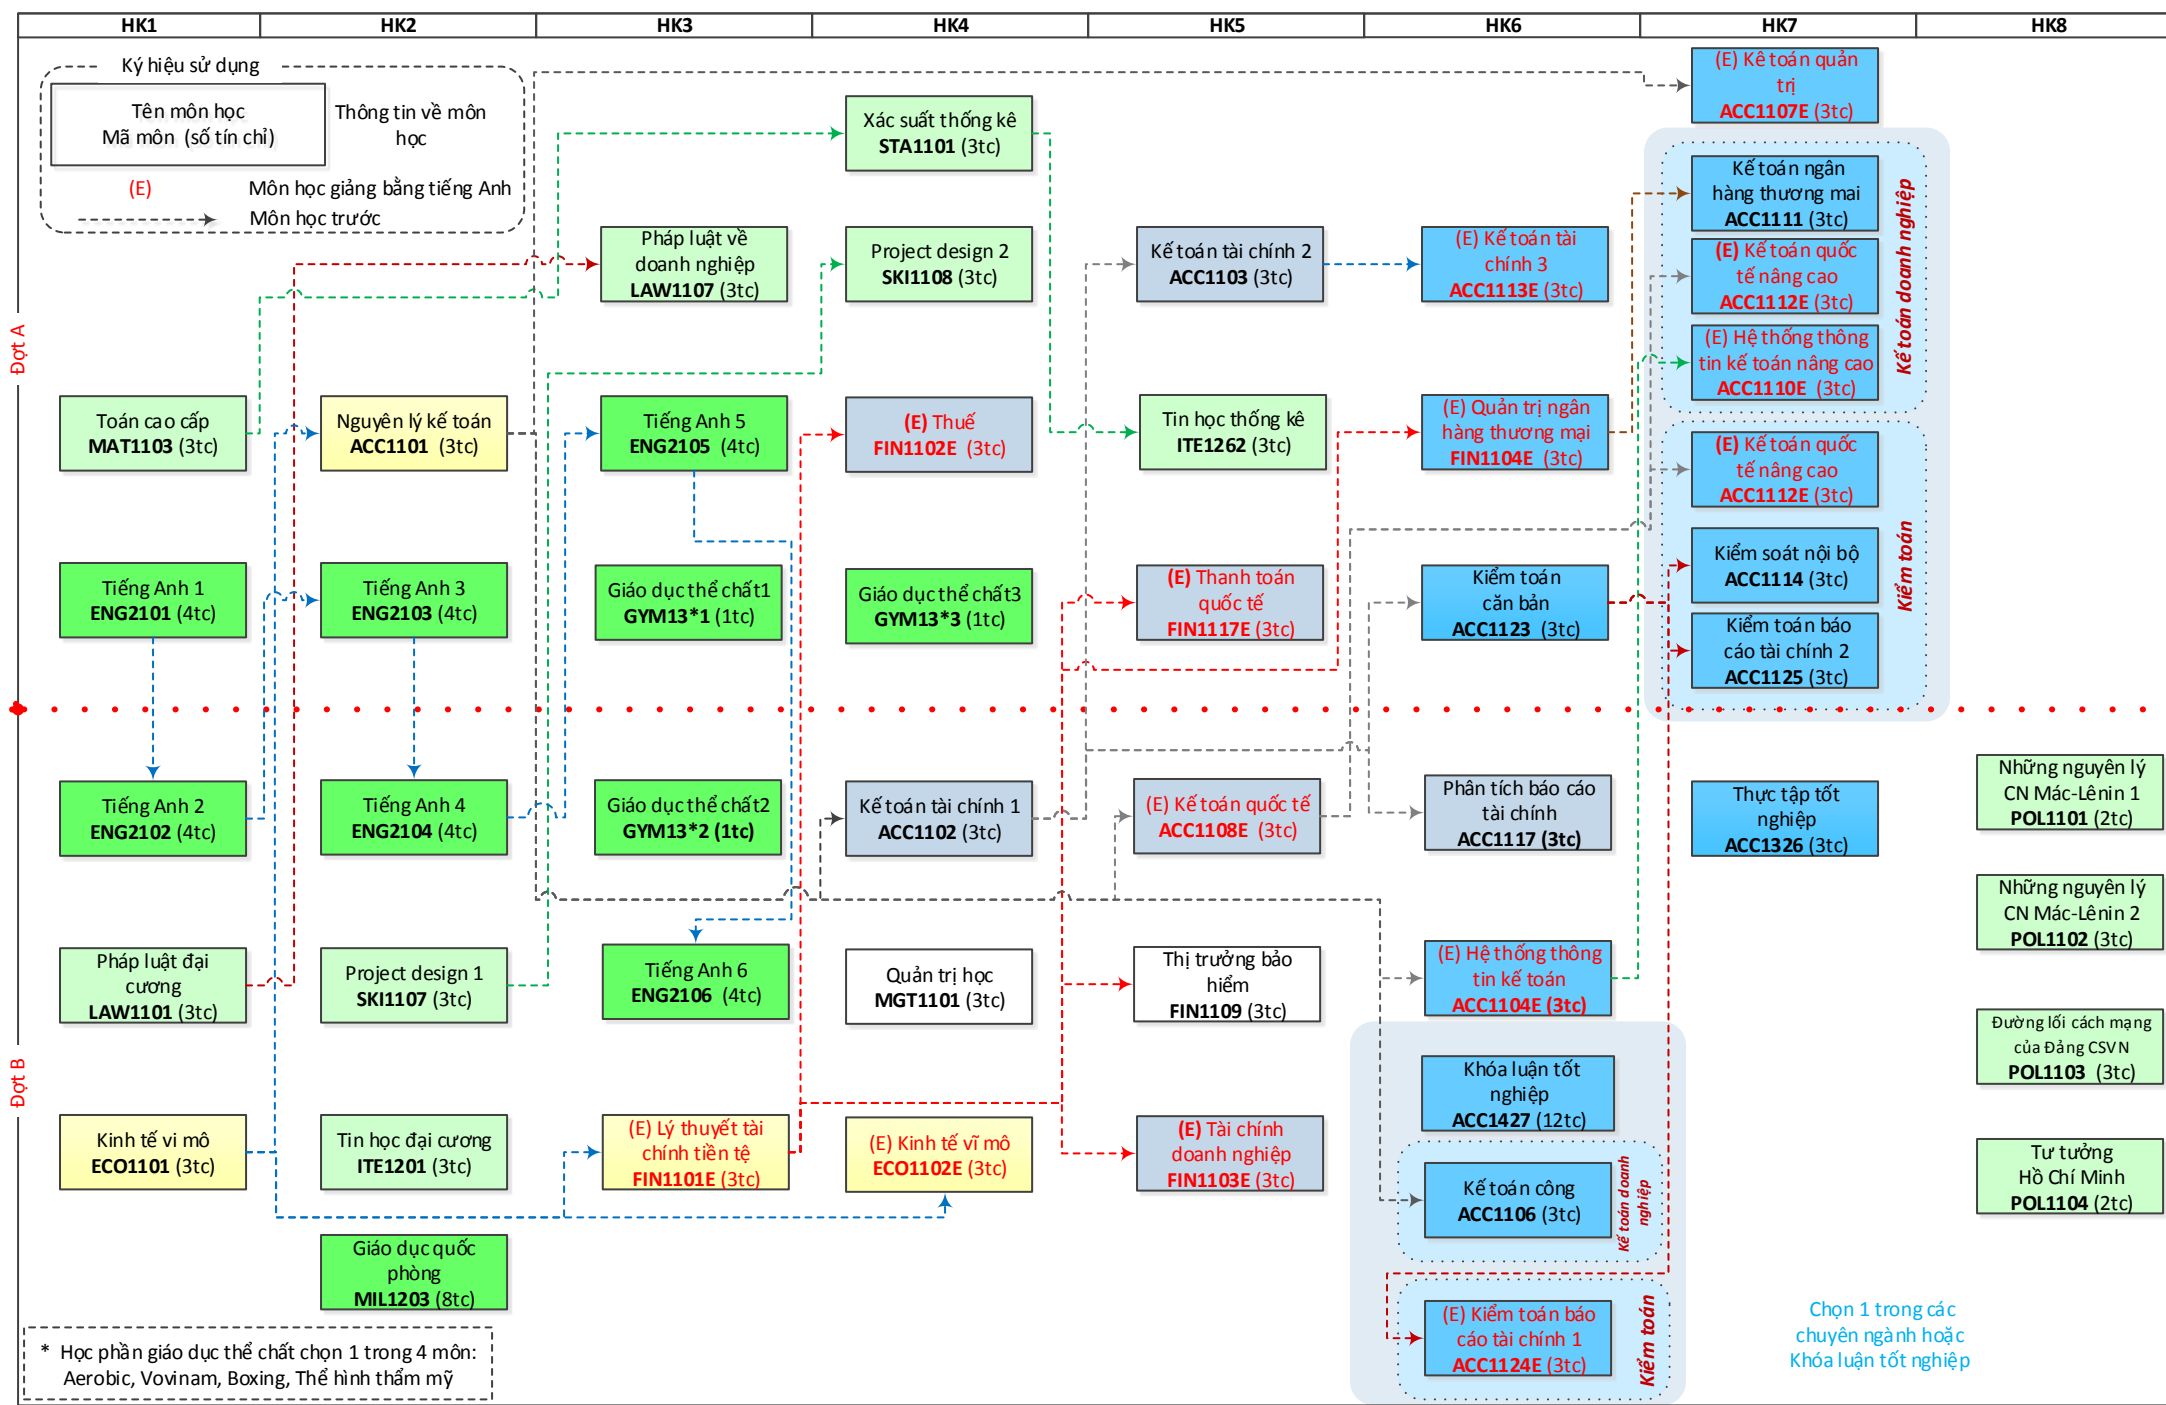 HK1
HK2
HK3
HK4
HK5
HK6
HK7
HK8
Ký hiệu sử dụng
Tên môn học
Mã môn (số tín chỉ)
Thông tin về môn
học
(E)
Môn học giảng bằng tiếng Anh
Môn học trước
Đợt A
Đợt B
Toán cao cấp
MAT1103 (3tc)
Tiếng Anh 1
ENG2101 (4tc)
Tiếng Anh 2
ENG2102 (4tc)
Pháp luật đại
cương
LAW1101 (3tc)
Kinh tế vi mô
ECO1101 (3tc)
Nguyên lý kế toán
ACC1101 (3tc)
Tiếng Anh 3
ENG2103 (4tc)
Tiếng Anh 4
ENG2104 (4tc)
Project design 1
SKI1107 (3tc)
Tin học đại cương
ITE1201 (3tc)
Giáo dục quốc
phòng
MIL1203 (8tc)
Pháp luật về
doanh nghiệp
LAW1107 (3tc)
Tiếng Anh 5
ENG2105 (4tc)
Giáo dục thể chất1
GYM13*1 (1tc)
Giáo dục thể chất2
GYM13*2 (1tc)
Tiếng Anh 6
ENG2106 (4tc)
(E) Lý thuyết tài
chính tiền tệ
FIN1101E (3tc)
Xác suất thống kê
STA1101 (3tc)
Project design 2
SKI1108 (3tc)
(E) Thuế
FIN1102E (3tc)
Giáo dục thể chất3
GYM13*3 (1tc)
Kế toán tài chính 1
ACC1102 (3tc)
Quản trị học
MGT1101 (3tc)
(E) Kinh tế vĩ mô
ECO1102E (3tc)
Kế toán tài chính 2
ACC1103 (3tc)
Tin học thống kê
ITE1262 (3tc)
(E) Thanh toán
quốc tế
FIN1117E (3tc)
(E) Kế toán quốc tế
ACC1108E (3tc)
Thị trưởng bảo
hiểm
FIN1109 (3tc)
(E) Tài chính
doanh nghiệp
FIN1103E (3tc)
(E) Kế toán tài
chính 3
ACC1113E (3tc)
(E) Quản trị ngân
hàng thương mại
FIN1104E (3tc)
Kiểm toán
căn bản
ACC1123 (3tc)
Phân tích báo cáo
tài chính
ACC1117 (3tc)
(E) Hệ thống thông
tin kế toán
ACC1104E (3tc)
Khóa luận tốt
nghiệp
ACC1427 (12tc)
Kế toán công
ACC1106 (3tc)
Kế toán doanh
nghiệp
(E) Kiểm toán báo
cáo tài chính 1
ACC1124E (3tc)
Kiểm toán
(E) Kê toán quản
trị
ACC1107E (3tc)
Kế toán ngân
hàng thương mai
ACC1111 (3tc)
(E) Kế toán quốc
tế nâng cao
ACC1112E (3tc)
(E) Hệ thống thông
tin kế toán nâng cao
ACC1110E (3tc)
Kế toán doanh nghiệp
(E) Kế toán quốc
tế nâng cao
ACC1112E (3tc)
Kiểm soát nội bộ
ACC1114 (3tc)
Kiểm toán báo
cáo tài chính 2
ACC1125 (3tc)
Kiểm toán
Thực tập tốt
nghiệp
ACC1326 (3tc)
Những nguyên lý
CN Mác-Lênin 1
POL1101 (2tc)
Những nguyên lý
CN Mác-Lênin 2
POL1102 (3tc)
Đường lối cách mạng
của Đảng CSVN
POL1103 (3tc)
Tư tưởng
Hồ Chí Minh
POL1104 (2tc)
Chọn 1 trong các
chuyên ngành hoặc
Khóa luận tốt nghiệp
* Học phần giáo dục thể chất chọn 1 trong 4 môn:
Aerobic, Vovinam, Boxing, Thể hình thẩm mỹ